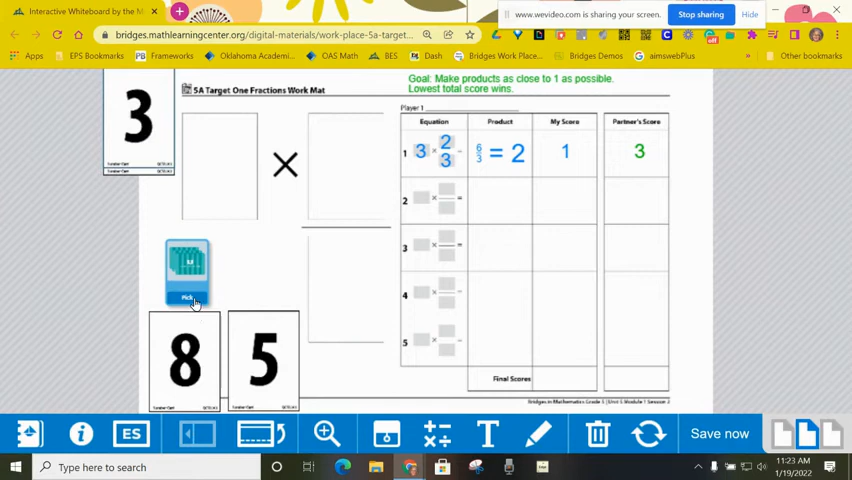 Interactive Whiteboard by the M
www.wevideo.com is sharing your screen.
Stop sharing
Hide
bridges.mathlearningcenter.org/digital-materials/work-place-5a-target...
Apps
EPS Bookmarks
PB Frameworks
Oklahoma Academi...
OAS Math
BES
Dash
Bridges Work Place...
Bridges Demos
aimswebPlus
Other bookmarks
3
Goal: Make products as close to 1 as possible.
Lowest total score wins.
5A Target One Fractions Work Mat
Player 1
Equation Product My Score Partner's Score
1 3 × 2/3 = 6/3 = 2 1 3
×
2 × =
3 × =
4 × =
5 × =
Final Scores
Pick
8 5
ES
T
Save now
Type here to search
11:23 AM
1/19/2022